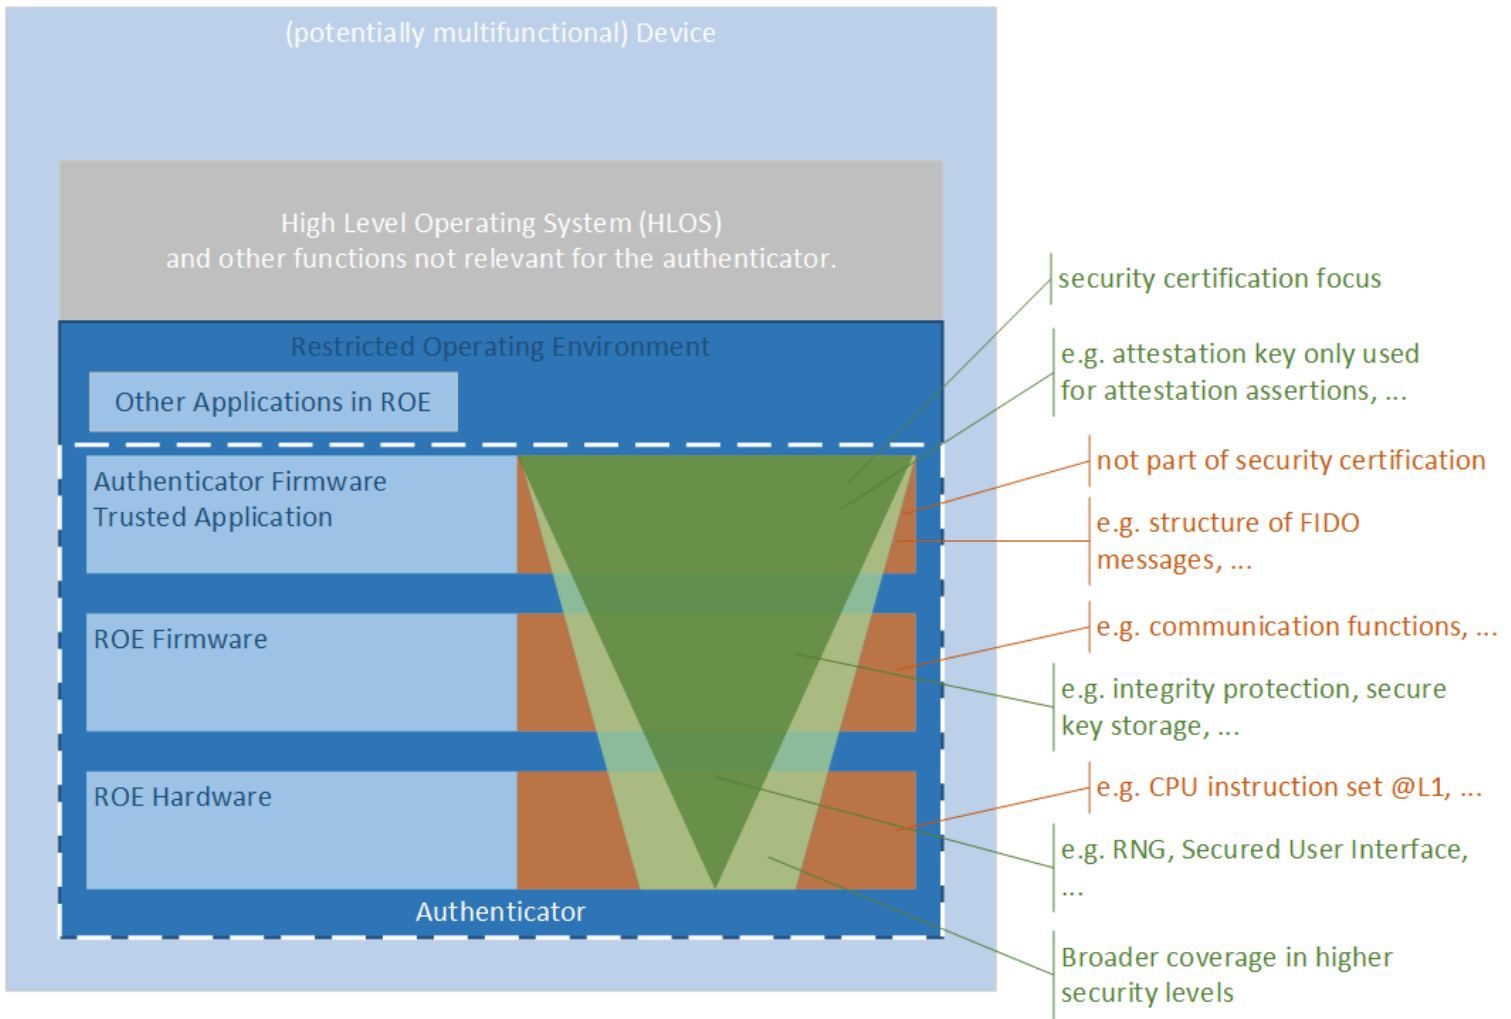 (potentially multifunctional) Device
High Level Operating System (HLOS)
and other functions not relevant for the authenticator.
Restricted Operating Environment
Other Applications in ROE
Authenticator Firmware
Trusted Application
ROE Firmware
ROE Hardware
Authenticator
security certification focus
e.g. attestation key only used
for attestation assertions, ...
not part of security certification
e.g. structure of FIDO
messages, ...
e.g. communication functions, ...
e.g. integrity protection, secure
key storage, ...
e.g. CPU instruction set @L1, ...
e.g. RNG, Secured User Interface,
...
Broader coverage in higher
security levels